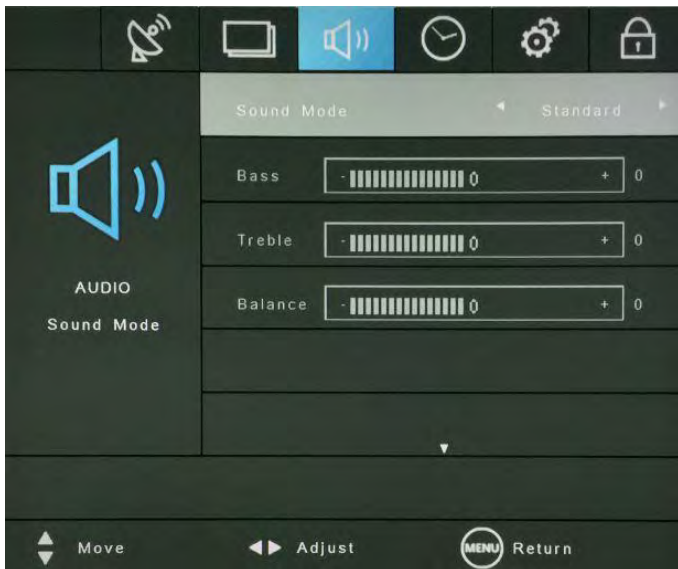 Sound Mode Standard
Bass - 0 + 0
Treble - 0 + 0
Balance - 0 + 0
AUDIO
Sound Mode
Move Adjust MENU Return